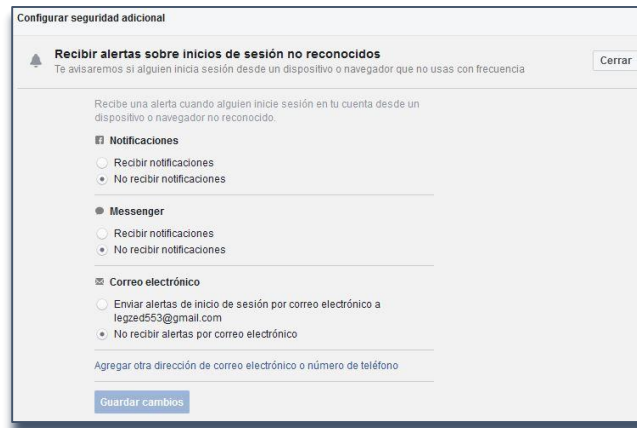 Configurar seguridad adicional
Recibir alertas sobre inicios de sesión no reconocidos
Te avisaremos si alguien inicia sesión desde un dispositivo o navegador que no usas con frecuencia
Cerrar
Recibe una alerta cuando alguien inicie sesión en tu cuenta desde un
dispositivo o navegador no reconocido.
Notificaciones
Recibir notificaciones
No recibir notificaciones
Messenger
Recibir notificaciones
No recibir notificaciones
Correo electrónico
Enviar alertas de inicio de sesión por correo electrónico a
legzed553@gmail.com
No recibir alertas por correo electrónico
Agregar otra dirección de correo electrónico o número de teléfono
Guardar cambios